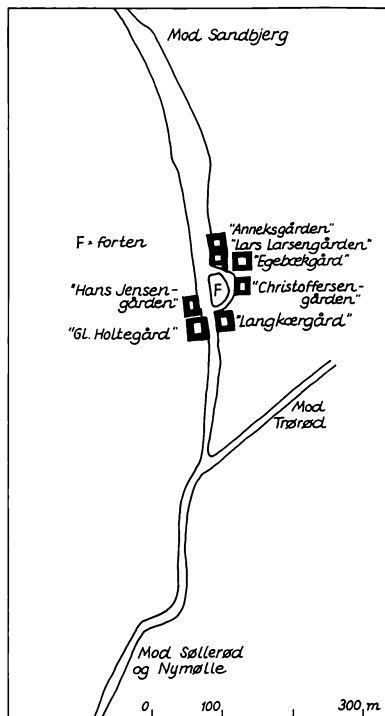 Mod Sandbjerg
"Anneksgården"
F = forten
"Lars Larsengården"
"Egebækgård"
"Hans Jensen-
gården"
F
"Christoffersen-
gården"
"Gl. Holtegård"
"Langkærgård"
Mod
Trørød
Mod Søllerød
og Nymølle
0 100 300 m